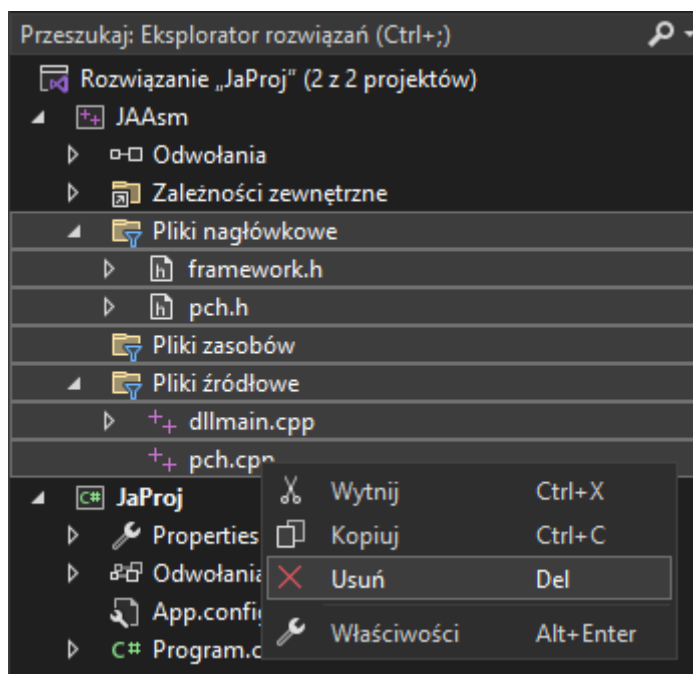 Przeszukaj: Eksplorator rozwiązań (Ctrl+;)
Rozwiązanie „JaProj" (2 z 2 projektów)
JAAsm
Odwołania
Zależności zewnętrzne
Pliki nagłówkowe
framework.h
pch.h
Pliki zasobów
Pliki źródłowe
dllmain.cpp
pch.cpp
Wytnij Ctrl+X
C# JaProj
Properties
Kopiuj Ctrl+C
Odwołania
Usuń Del
App.config
Właściwości Alt+Enter
C# Program.c